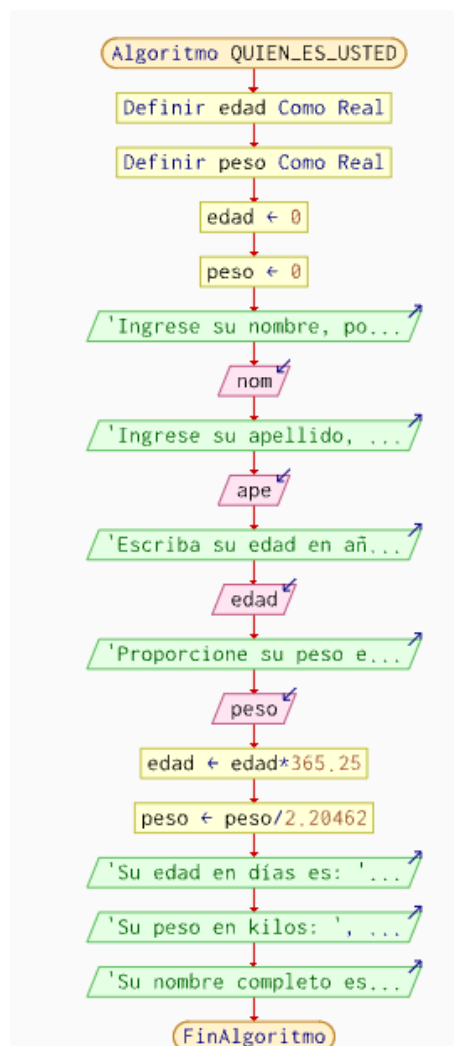 Algoritmo QUIEN_ES_USTED
Definir edad Como Real
Definir peso Como Real
edad ← 0
peso ← 0
'Ingrese su nombre, po...
nom
'Ingrese su apellido, ...
ape
'Escriba su edad en añ...
edad
'Proporcione su peso e...
peso
edad ← edad*365.25
peso ← peso/2.20462
'Su edad en días es: '...
'Su peso en kilos: ', ...
'Su nombre completo es...
FinAlgoritmo